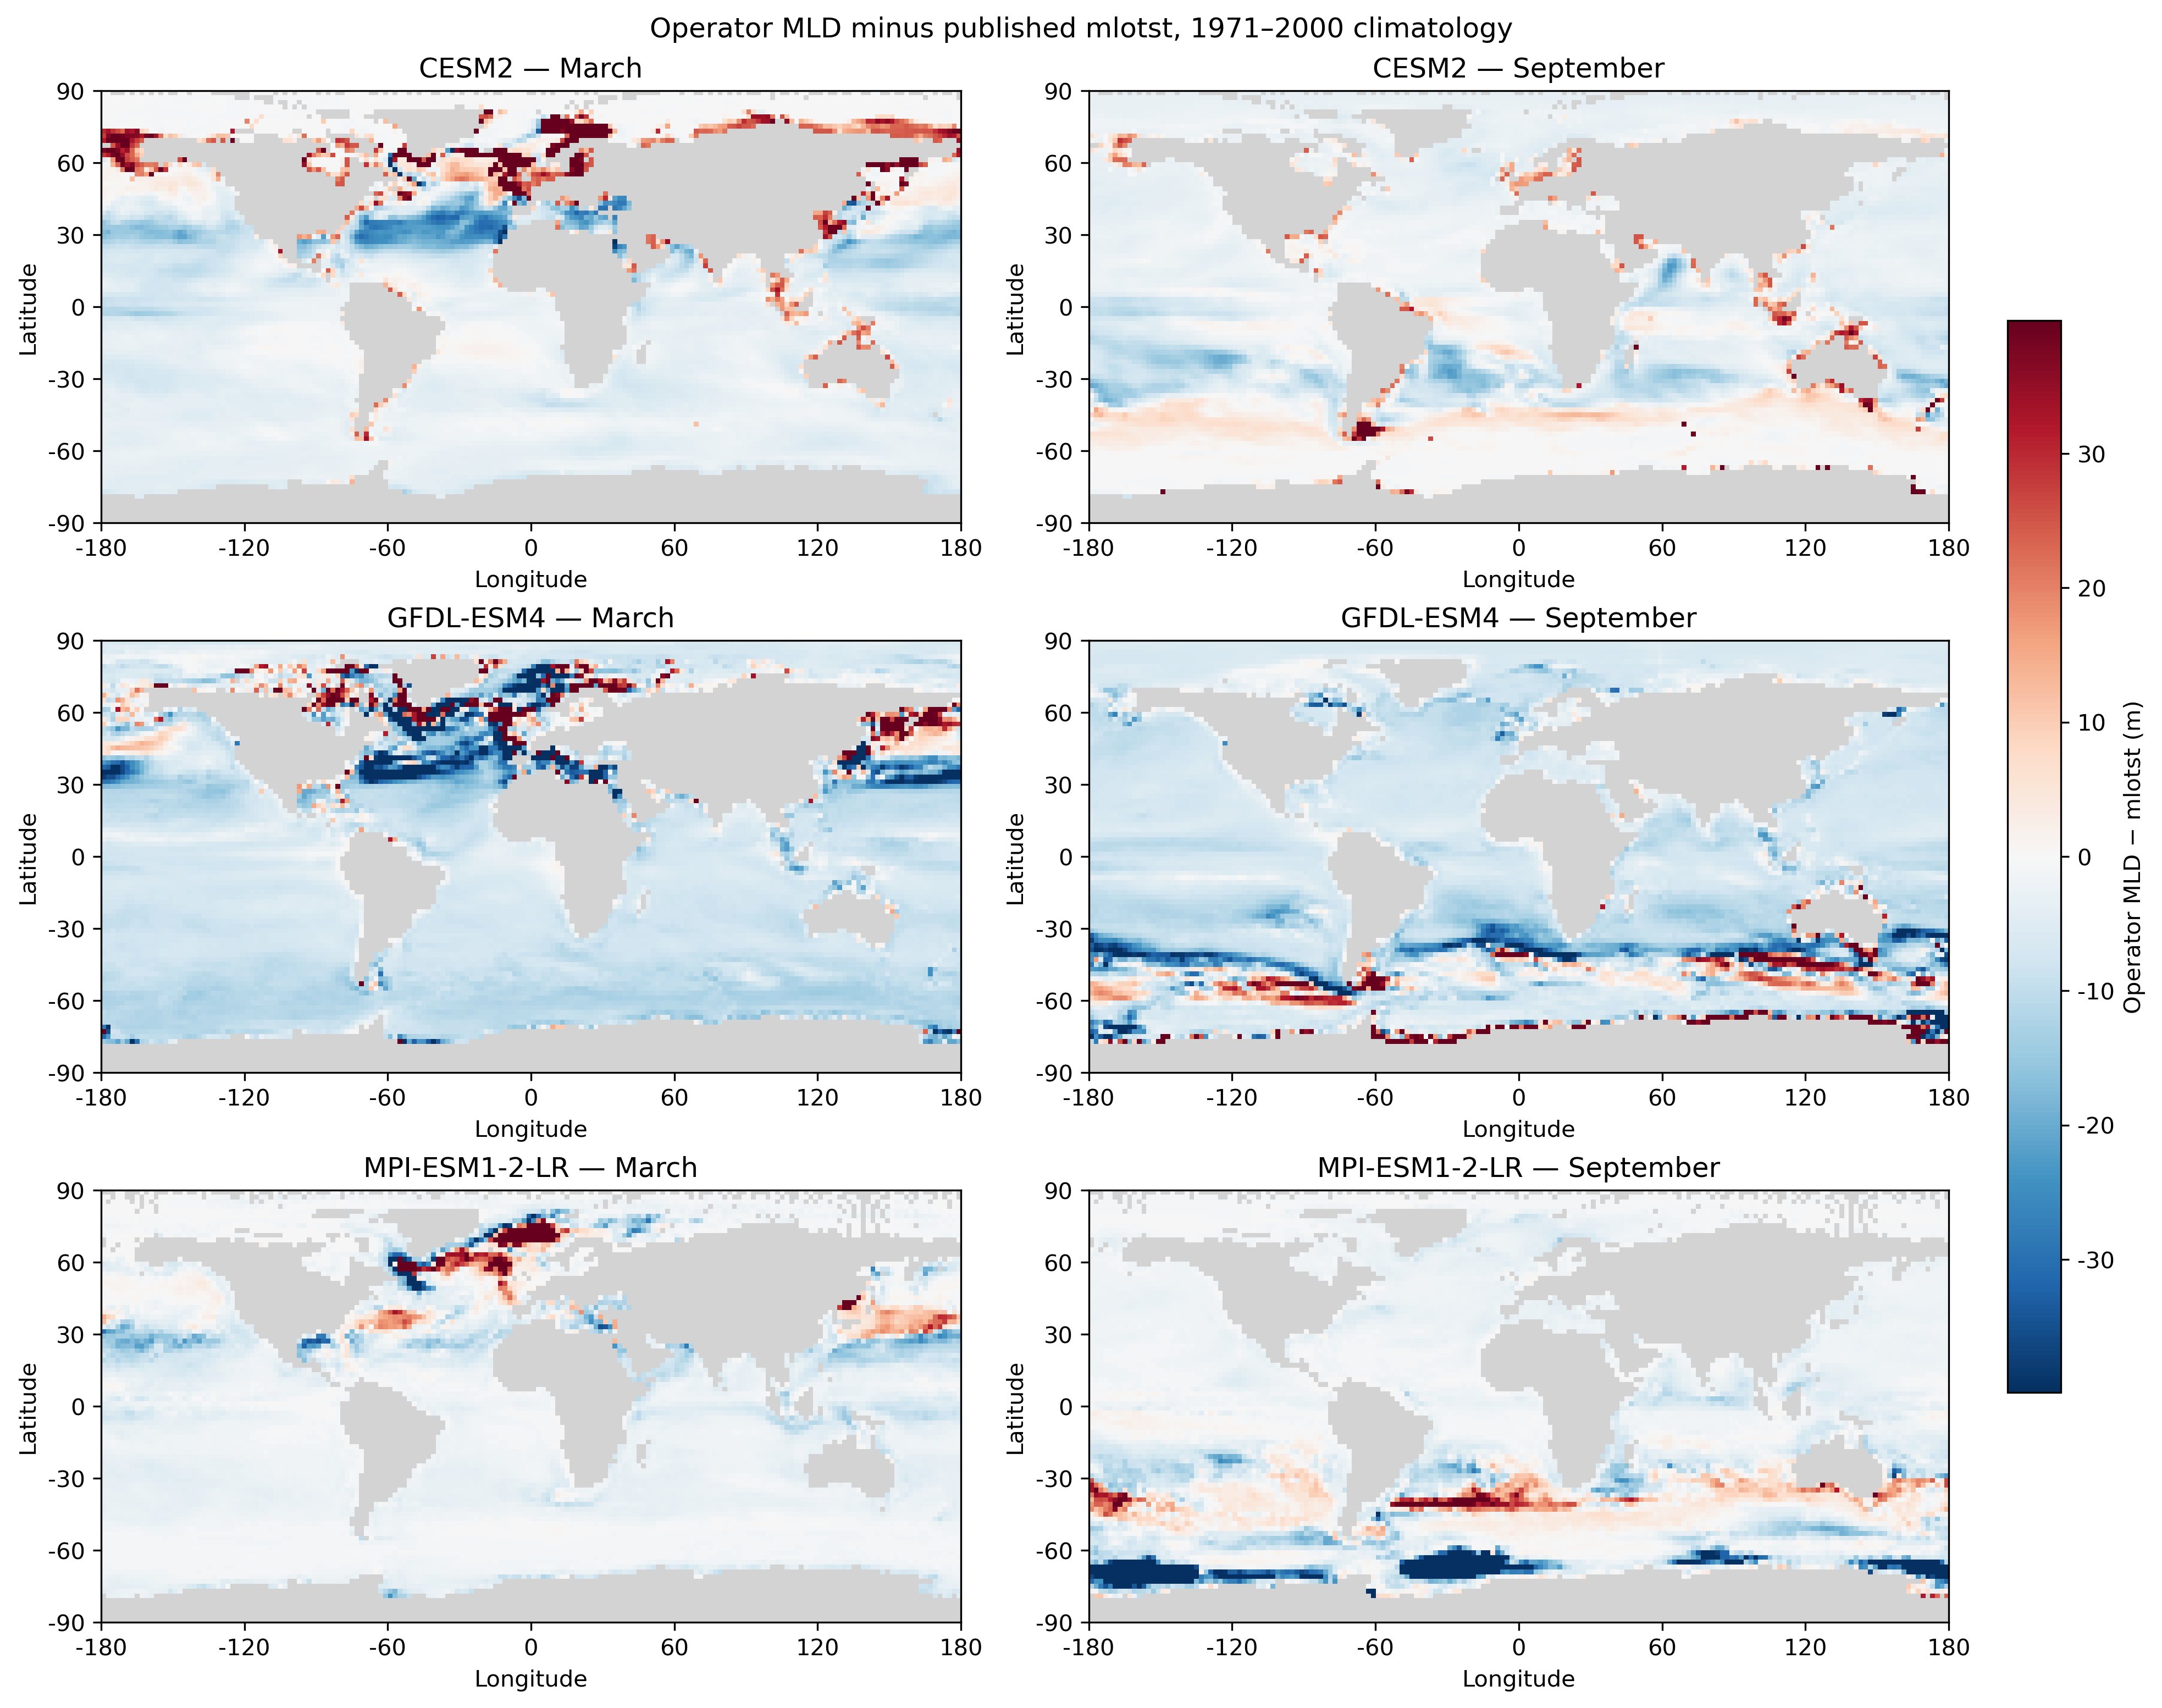 Operator MLD minus published mlotst, 1971–2000 climatology
CESM2 — March
90
60
30
0
-30
-60
-90
Latitude
-180 -120 -60 0 60 120 180
Longitude
CESM2 — September
90
60
30
0
-30
-60
-90
Latitude
-180 -120 -60 0 60 120 180
Longitude
GFDL-ESM4 — March
90
60
30
0
-30
-60
-90
Latitude
-180 -120 -60 0 60 120 180
Longitude
GFDL-ESM4 — September
90
60
30
0
-30
-60
-90
Latitude
-180 -120 -60 0 60 120 180
Longitude
MPI-ESM1-2-LR — March
90
60
30
0
-30
-60
-90
Latitude
-180 -120 -60 0 60 120 180
Longitude
MPI-ESM1-2-LR — September
90
60
30
0
-30
-60
-90
Latitude
-180 -120 -60 0 60 120 180
Longitude
30
20
10
0
-10
-20
-30
Operator MLD − mlotst (m)